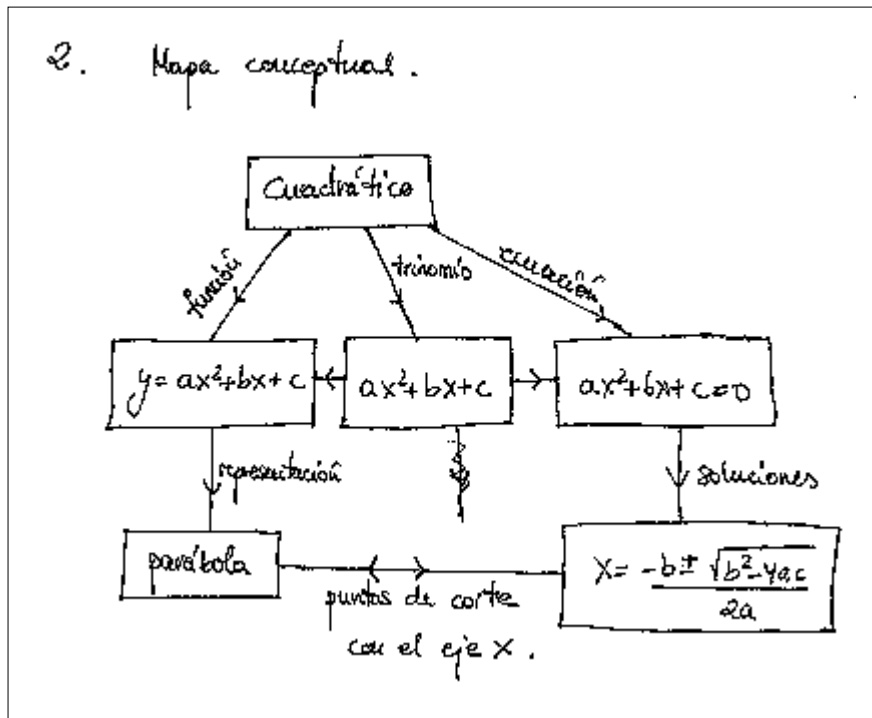 2. Mapa conceptual.
Cuadrático
función
trinomio
ecuación
y = ax²+bx+c
ax²+bx+c
ax²+bx+c=0
representación
soluciones
parábola
puntos de corte
con el eje X.
X = -b ± √b²-4ac
2a